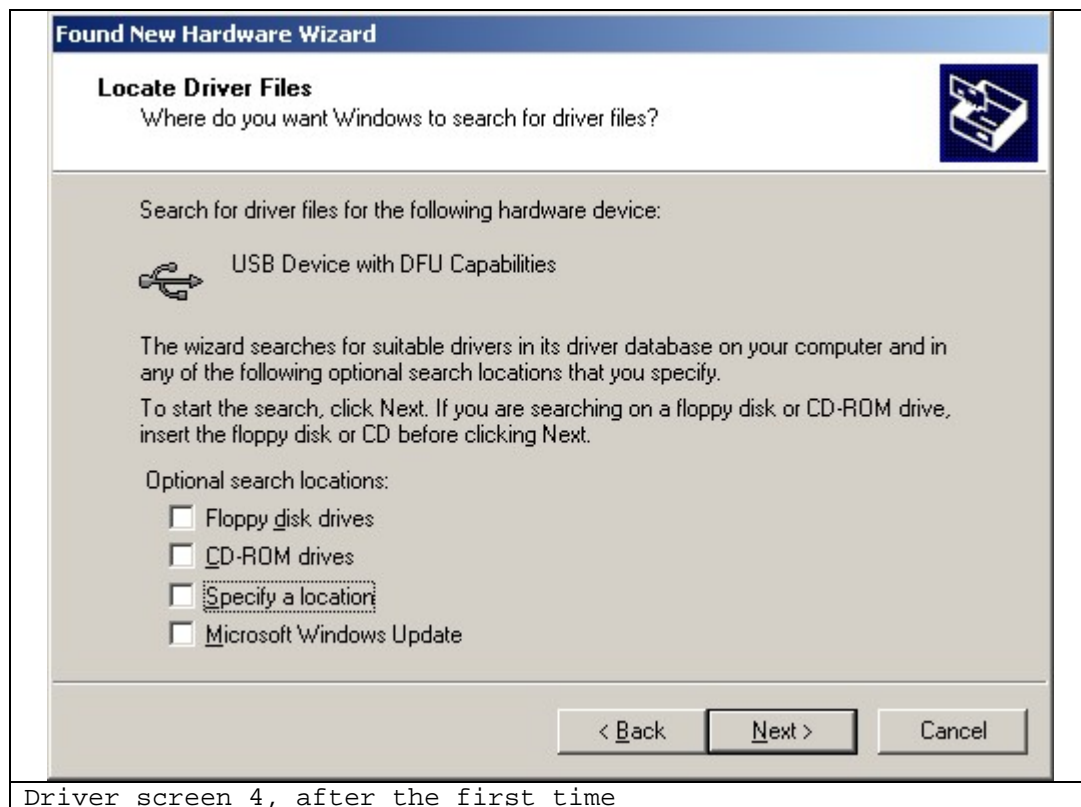 Found New Hardware Wizard
Locate Driver Files
Where do you want Windows to search for driver files?
Search for driver files for the following hardware device:
USB Device with DFU Capabilities
The wizard searches for suitable drivers in its driver database on your computer and in
any of the following optional search locations that you specify.
To start the search, click Next. If you are searching on a floppy disk or CD-ROM drive,
insert the floppy disk or CD before clicking Next.
Optional search locations:
Floppy disk drives
CD-ROM drives
Specify a location
Microsoft Windows Update
< Back Next > Cancel
Driver screen 4, after the first time